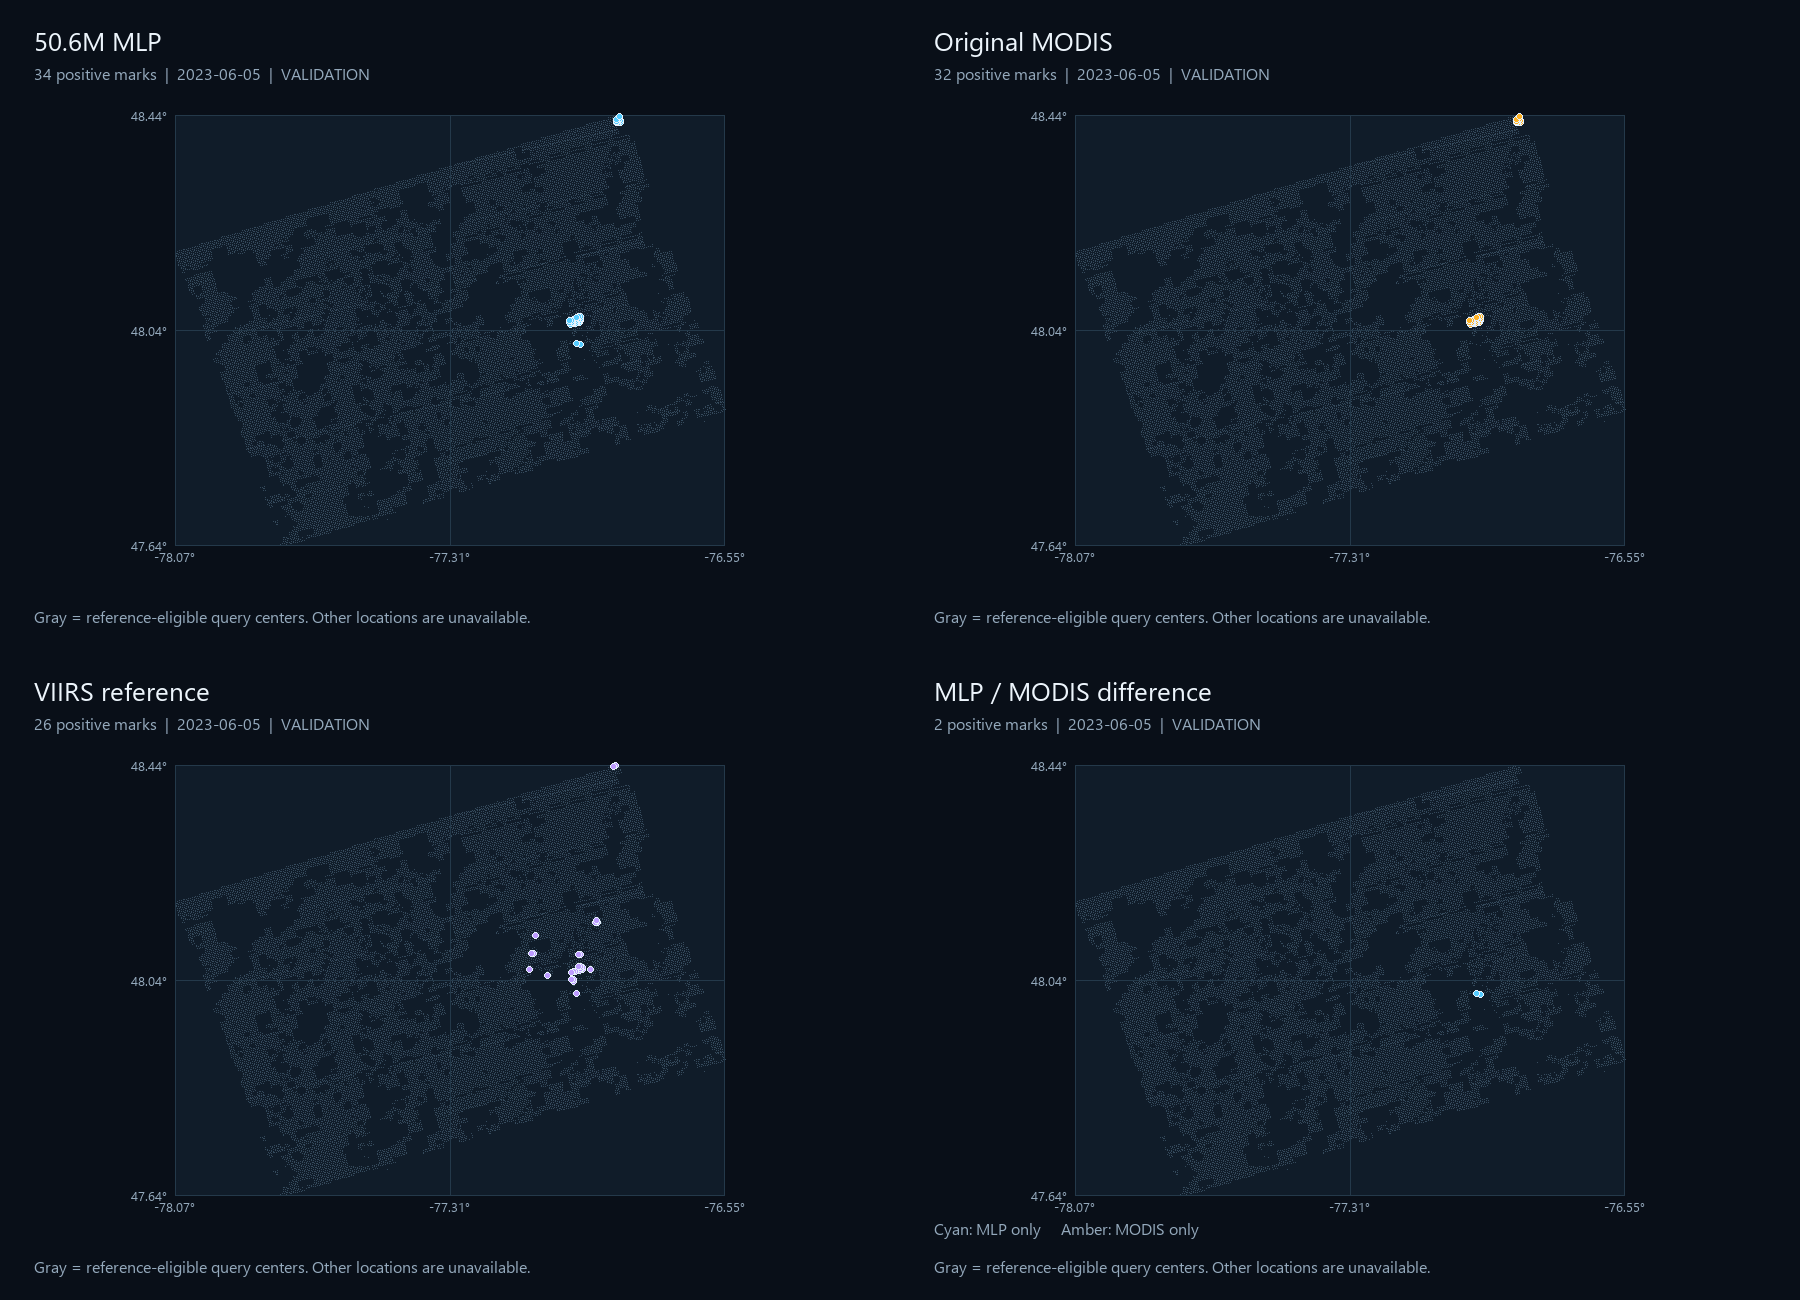 50.6M MLP
34 positive marks | 2023-06-05 | VALIDATION
48.44°
48.04°
47.64°
-78.07°
-77.31°
-76.55°
Gray = reference-eligible query centers. Other locations are unavailable.
Original MODIS
32 positive marks | 2023-06-05 | VALIDATION
48.44°
48.04°
47.64°
-78.07°
-77.31°
-76.55°
Gray = reference-eligible query centers. Other locations are unavailable.
VIIRS reference
26 positive marks | 2023-06-05 | VALIDATION
48.44°
48.04°
47.64°
-78.07°
-77.31°
-76.55°
Gray = reference-eligible query centers. Other locations are unavailable.
MLP / MODIS difference
2 positive marks | 2023-06-05 | VALIDATION
48.44°
48.04°
47.64°
-78.07°
-77.31°
-76.55°
Cyan: MLP only Amber: MODIS only
Gray = reference-eligible query centers. Other locations are unavailable.